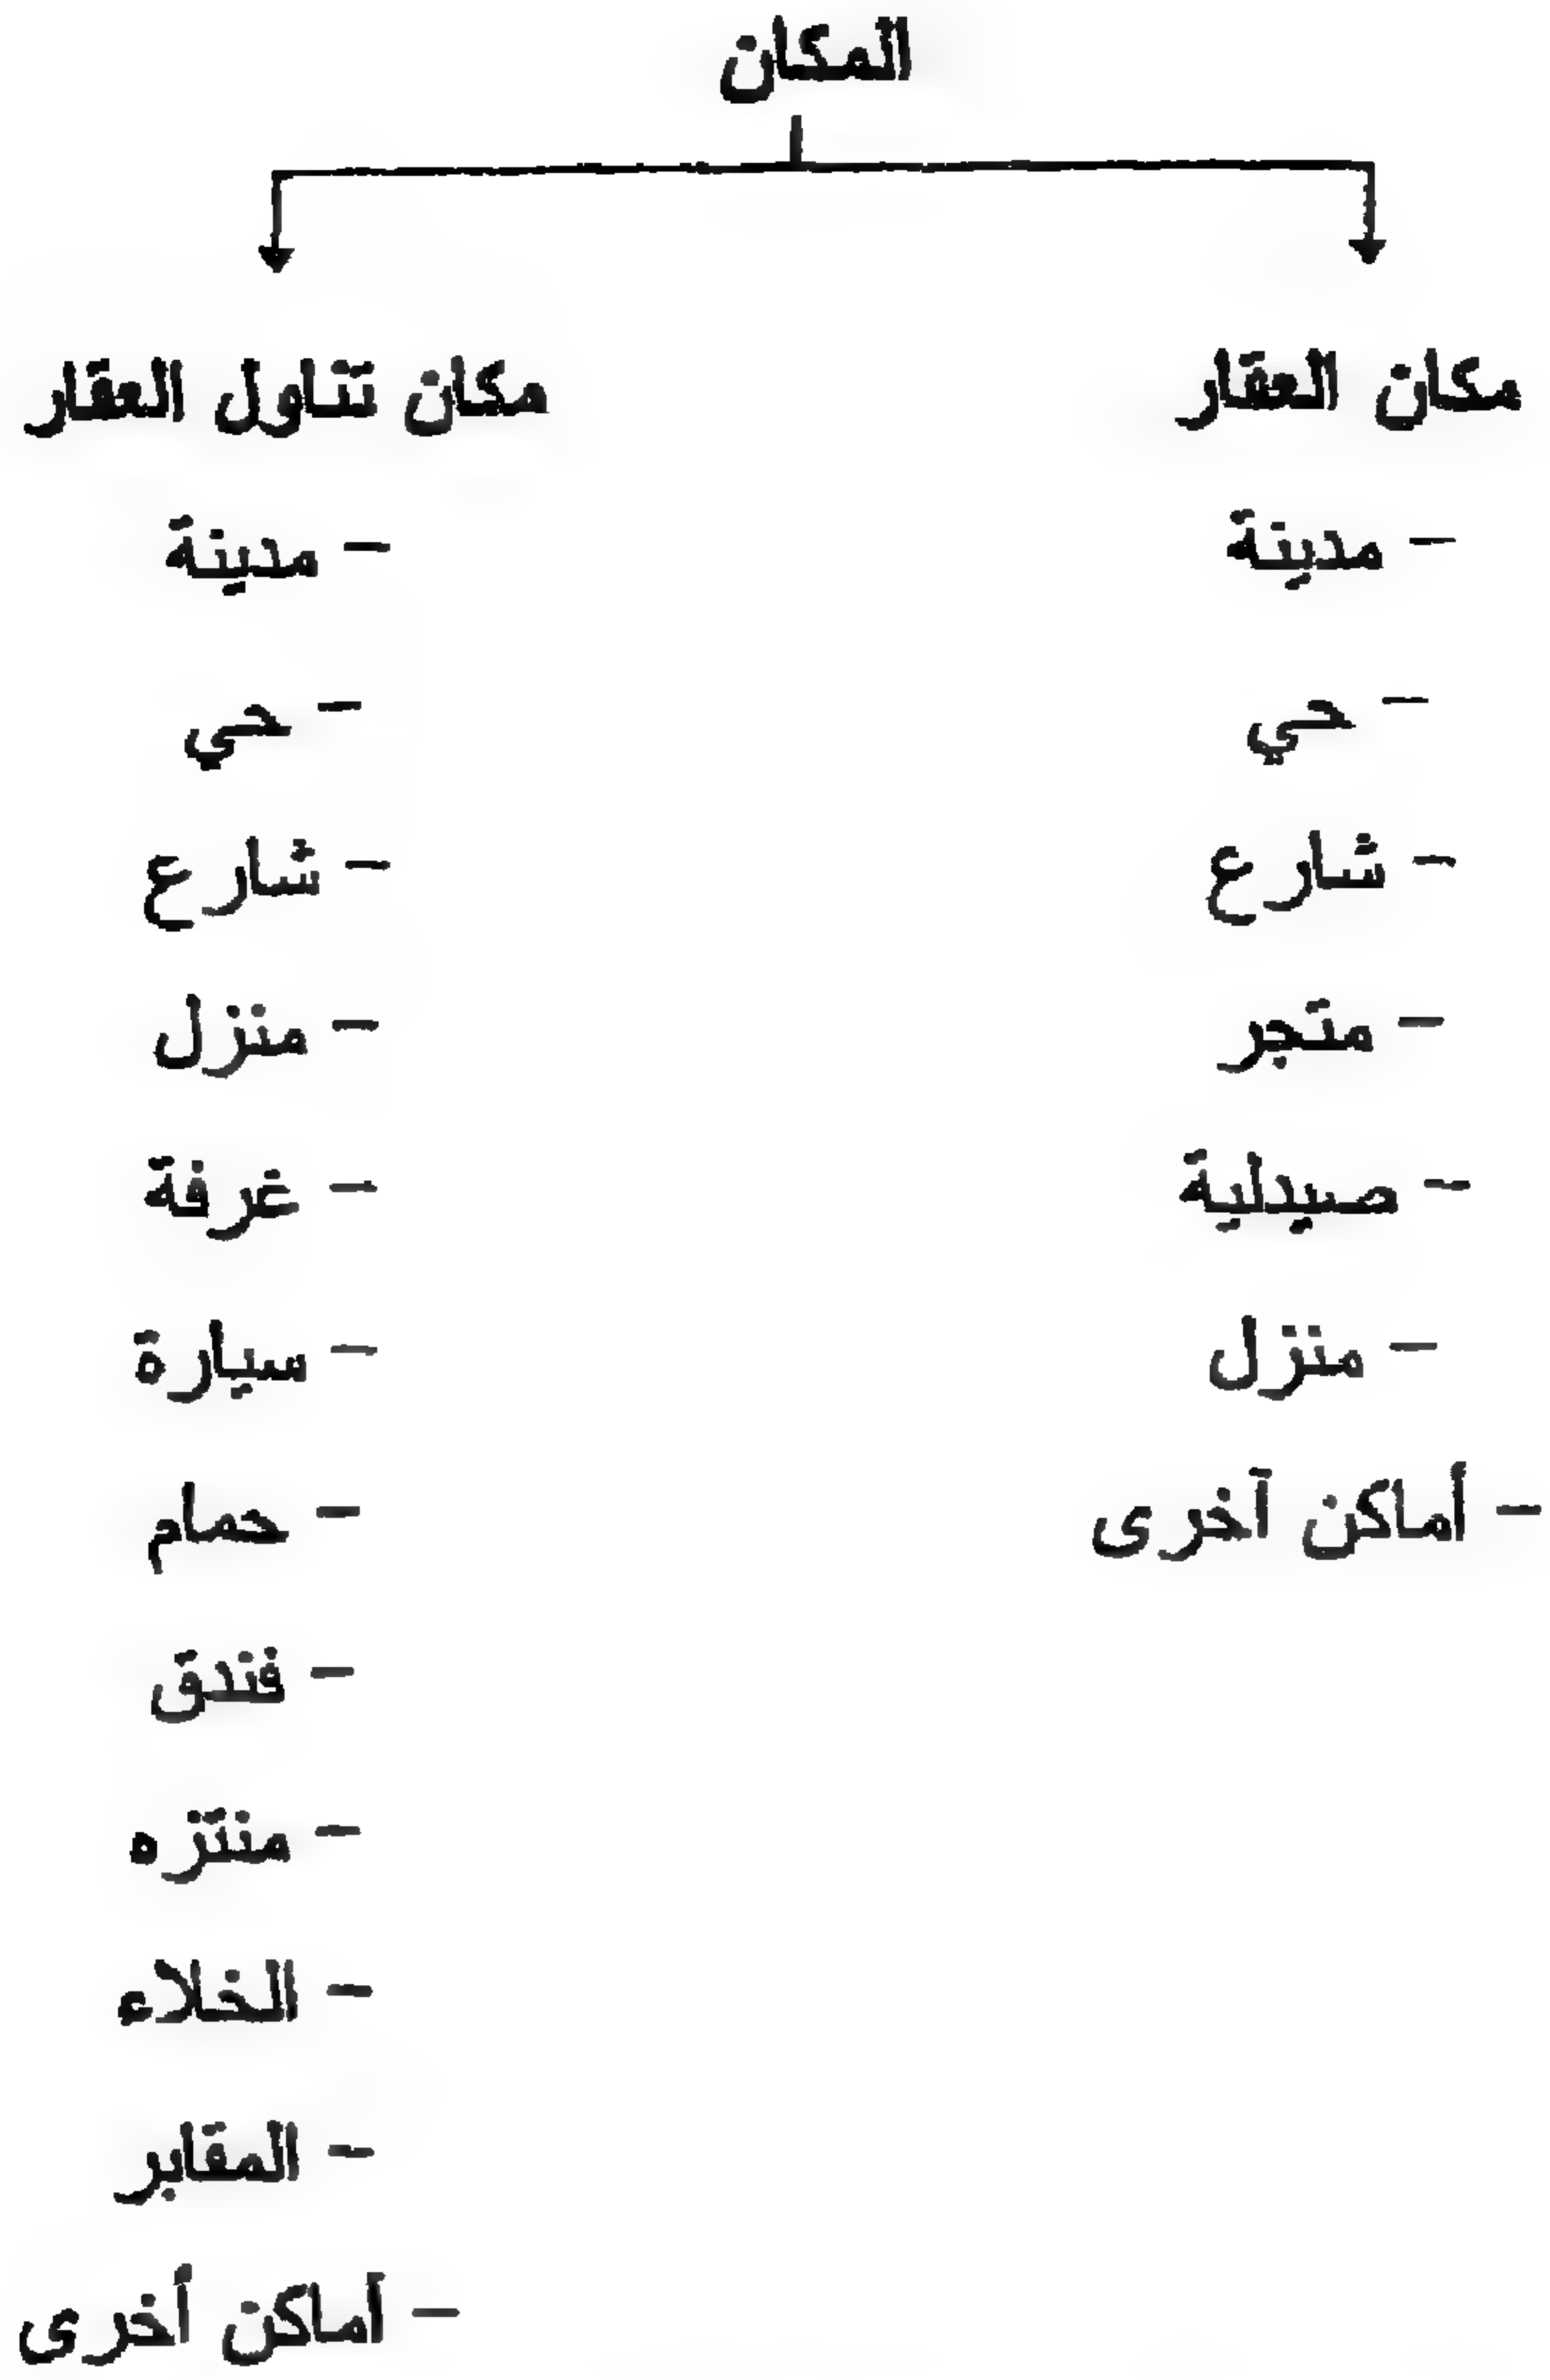 المكان
مكان العقار
- مدينة
- حي
- شارع
- متجر
- صيدلية
- منزل
- أماكن آخرى
مكان تناول العقار
- مدينة
- حي
- شارع
- منزل
- غرفة
- سيارة
- حمام
- فندق
- منتزه
- الخلاء
- المقابر
- أماكن أخرى